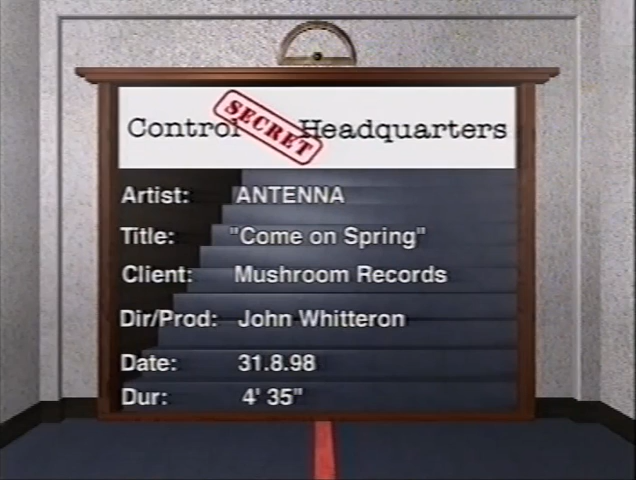 Control SECRET Headquarters
Artist: ANTENNA
Title: "Come on Spring"
Client: Mushroom Records
Dir/Prod: John Whitteron
Date: 31.8.98
Dur: 4' 35"